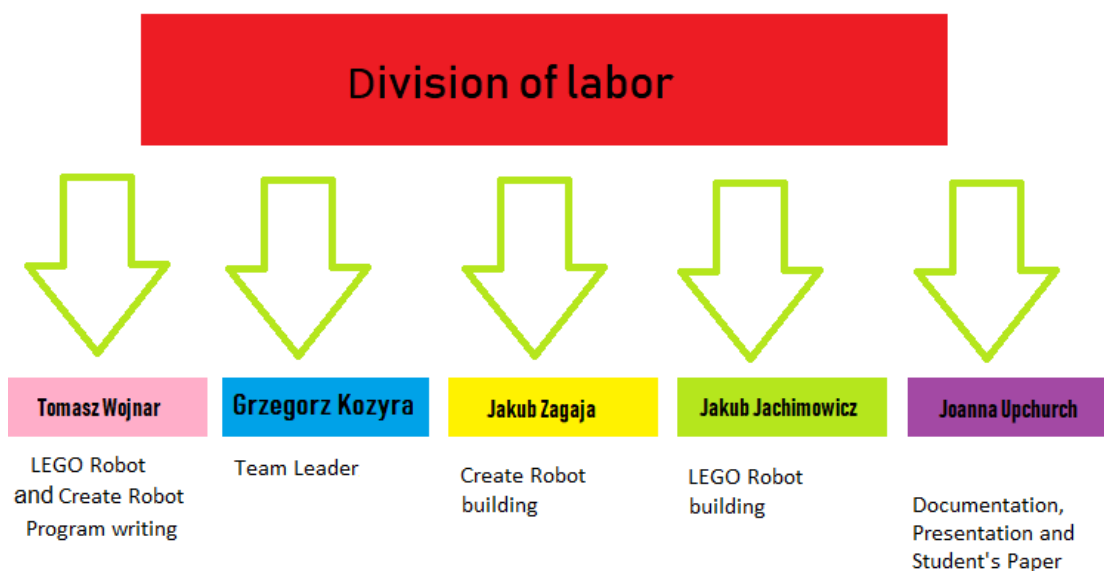 Division of labor
Tomasz Wojnar
Grzegorz Kozyra
Jakub Zagaja
Jakub Jachimowicz
Joanna Upchurch
LEGO Robot
and Create Robot
Program writing
Team Leader
Create Robot
building
LEGO Robot
building
Documentation,
Presentation and
Student's Paper